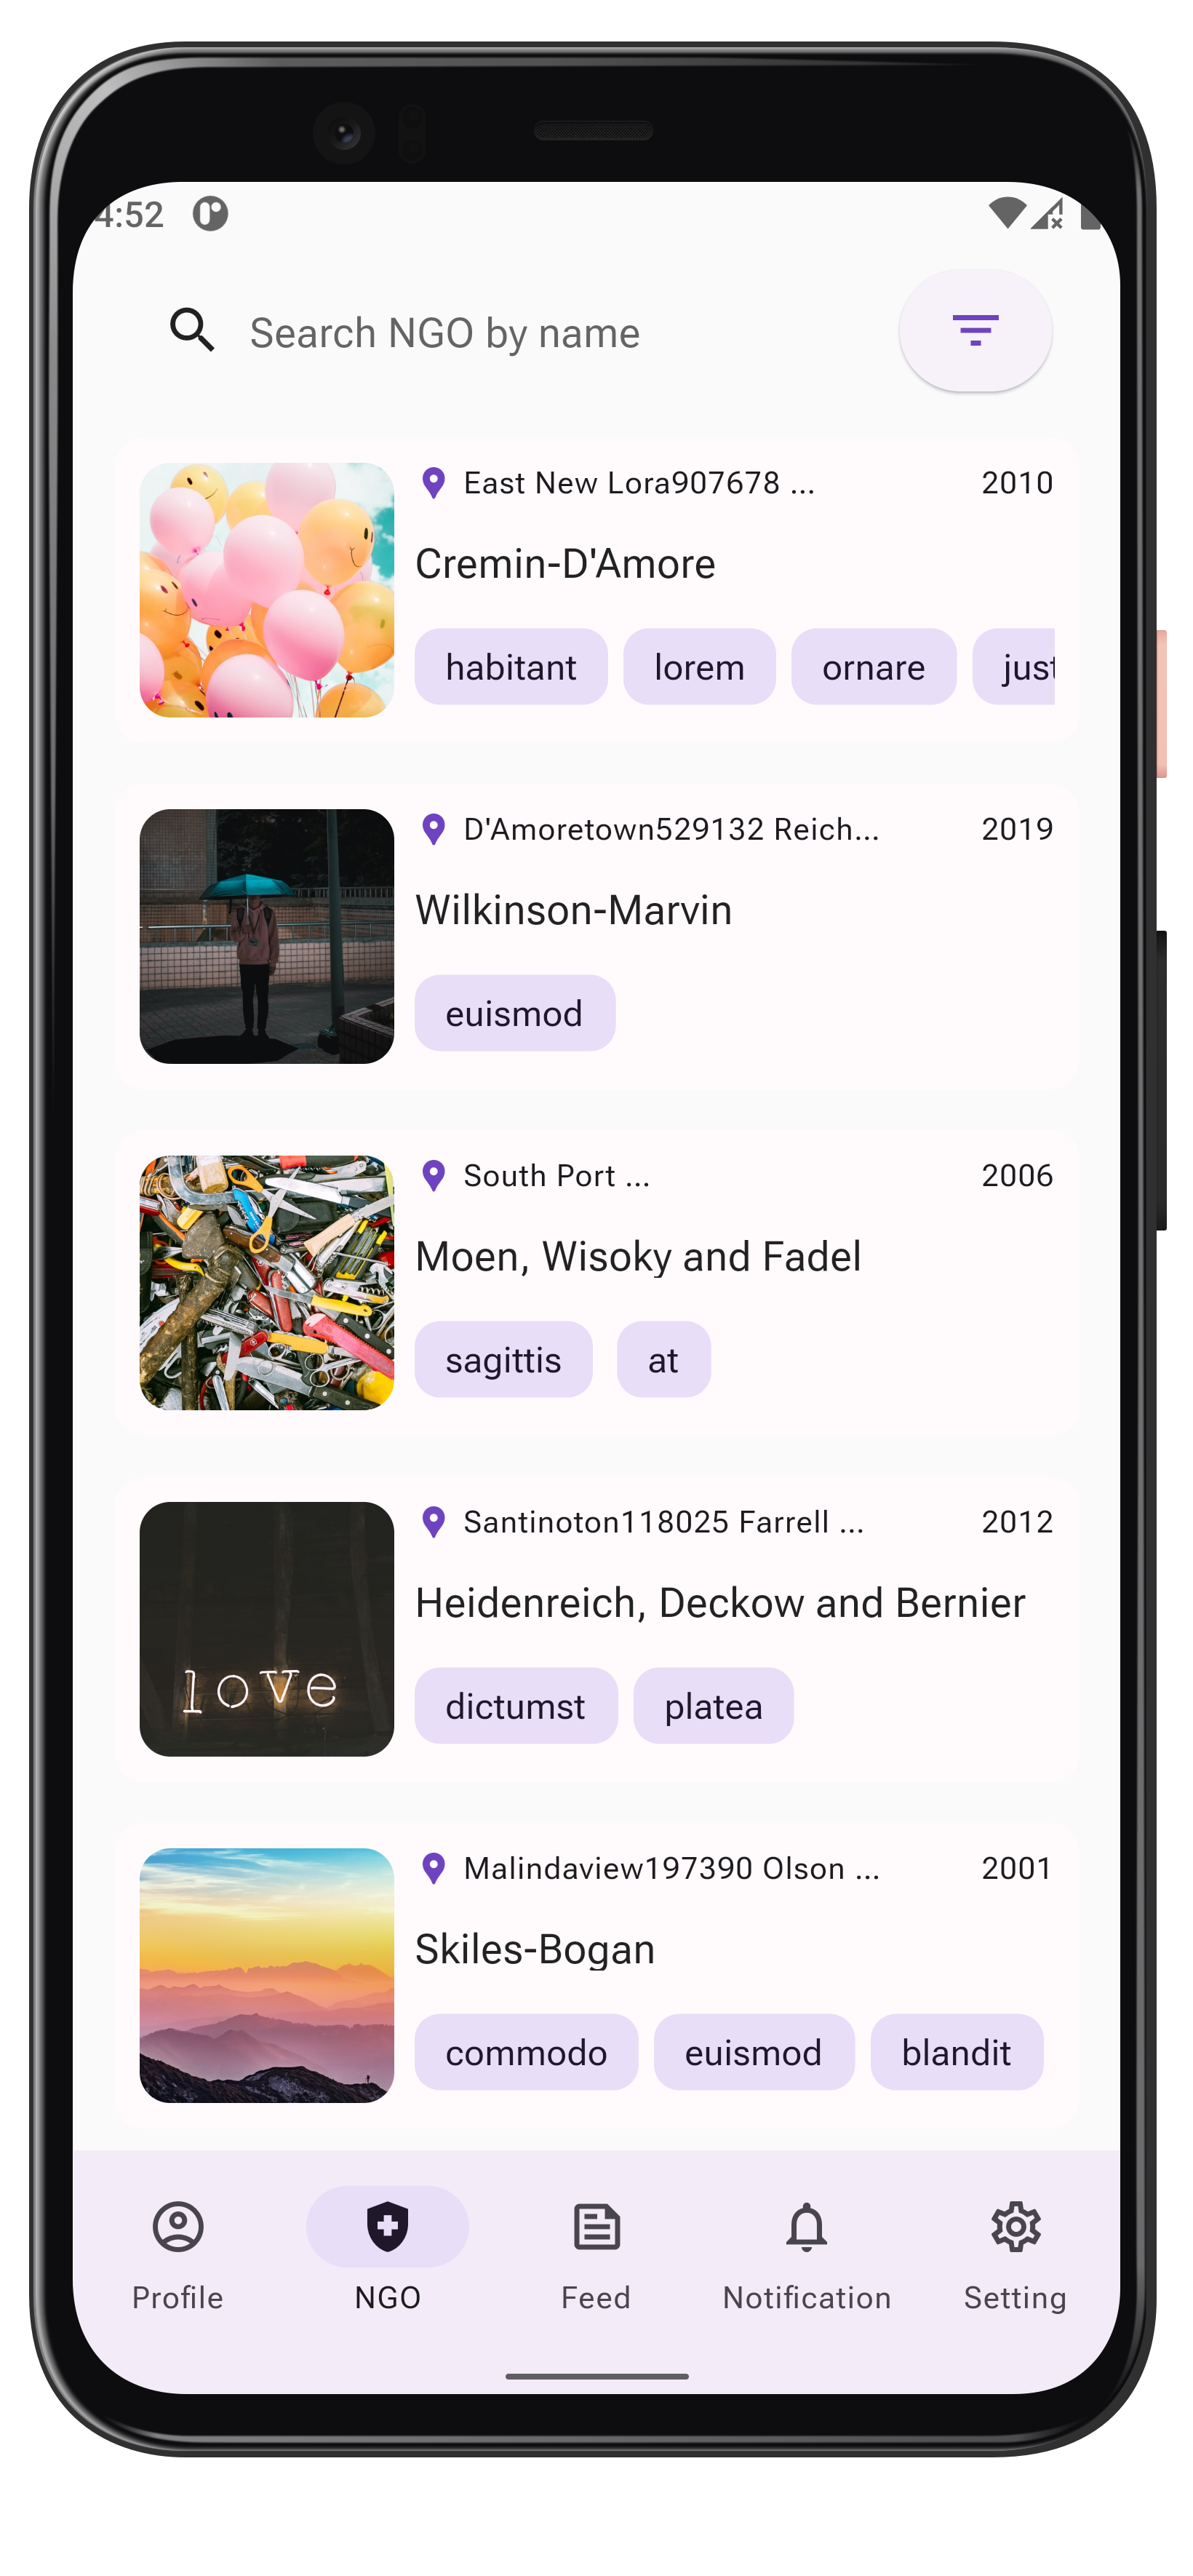 4:52
Search NGO by name
East New Lora907678 ... 2010
Cremin-D'Amore
habitant lorem ornare just
D'Amoretown529132 Reich... 2019
Wilkinson-Marvin
euismod
South Port ... 2006
Moen, Wisoky and Fadel
sagittis at
love
Santinoton118025 Farrell ... 2012
Heidenreich, Deckow and Bernier
dictumst platea
Malindaview197390 Olson ... 2001
Skiles-Bogan
commodo euismod blandit
Profile NGO Feed Notification Setting